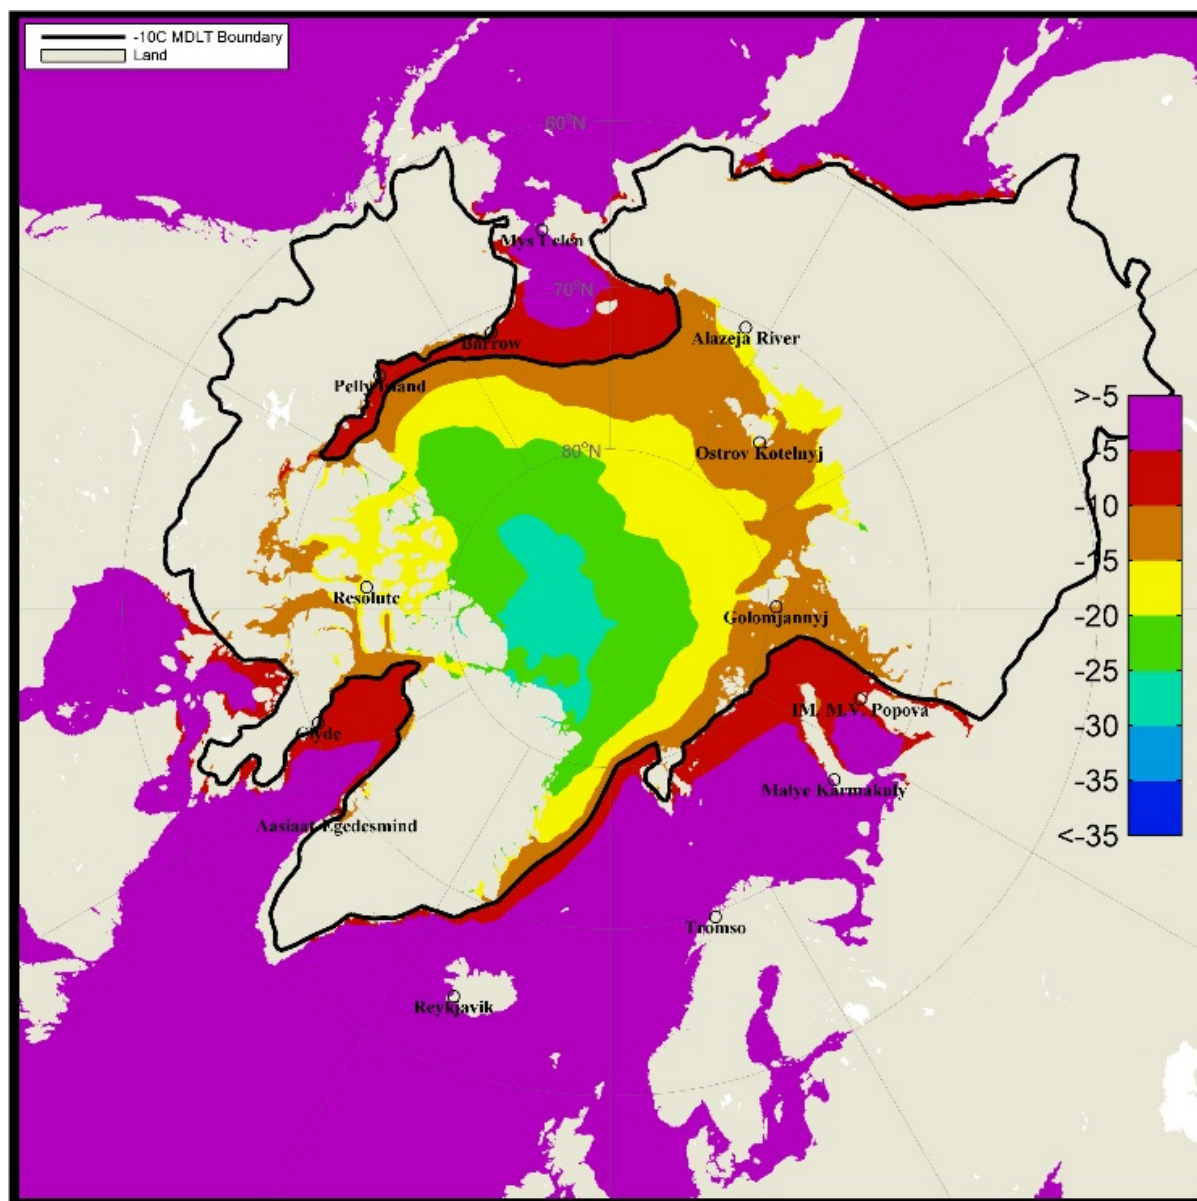 -10C MDLT Boundary
Land
60°N
Mys Uelen
70°N
Barrow
Alazeja River
Pelly Island
>-5
-5
80°N
Ostrov Kotelnyj
-10
-15
Resolute
Golomjannyj
-20
-25
IM. M.V. Popova
Clyde
-30
Malye Karmakuly
-35
Aasiaat Egedesmind
<-35
Tromso
Reykjavik